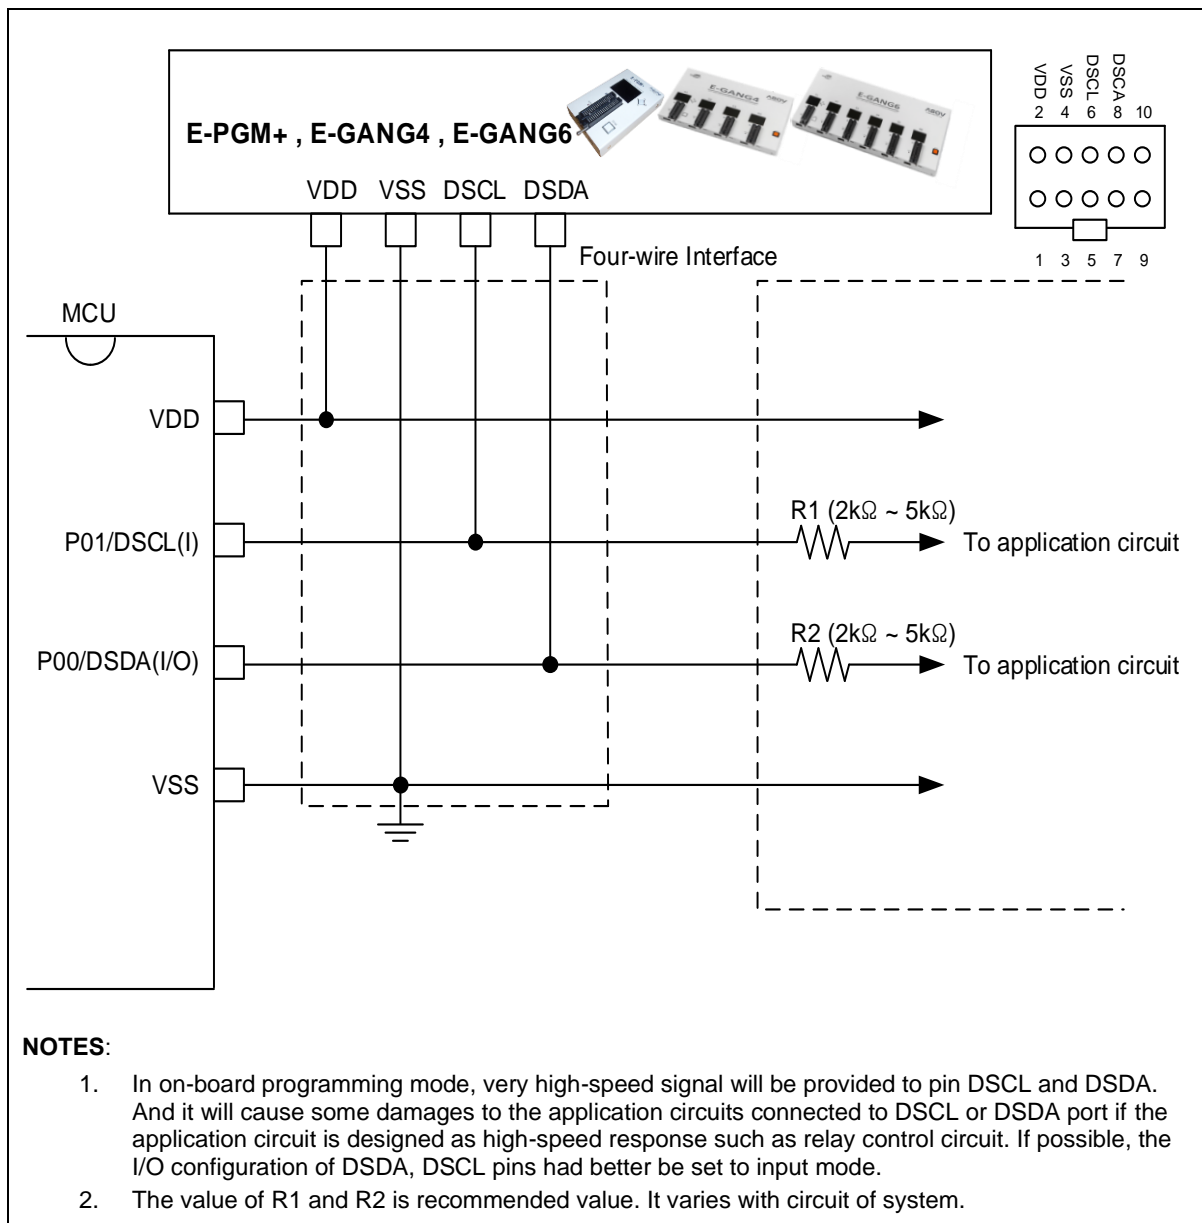 E-PGM+ , E-GANG4 , E-GANG6
E-GANG4
E-GANG6
VDD VSS DSCL DSDA
VDD VSS DSCL DSCA
2 4 6 8 10
1 3 5 7 9
Four-wire Interface
MCU
VDD
P01/DSCL(I)
R1 (2kΩ ~ 5kΩ)
To application circuit
P00/DSDA(I/O)
R2 (2kΩ ~ 5kΩ)
To application circuit
VSS
NOTES:
1. In on-board programming mode, very high-speed signal will be provided to pin DSCL and DSDA.
And it will cause some damages to the application circuits connected to DSCL or DSDA port if the
application circuit is designed as high-speed response such as relay control circuit. If possible, the
I/O configuration of DSDA, DSCL pins had better be set to input mode.
2. The value of R1 and R2 is recommended value. It varies with circuit of system.